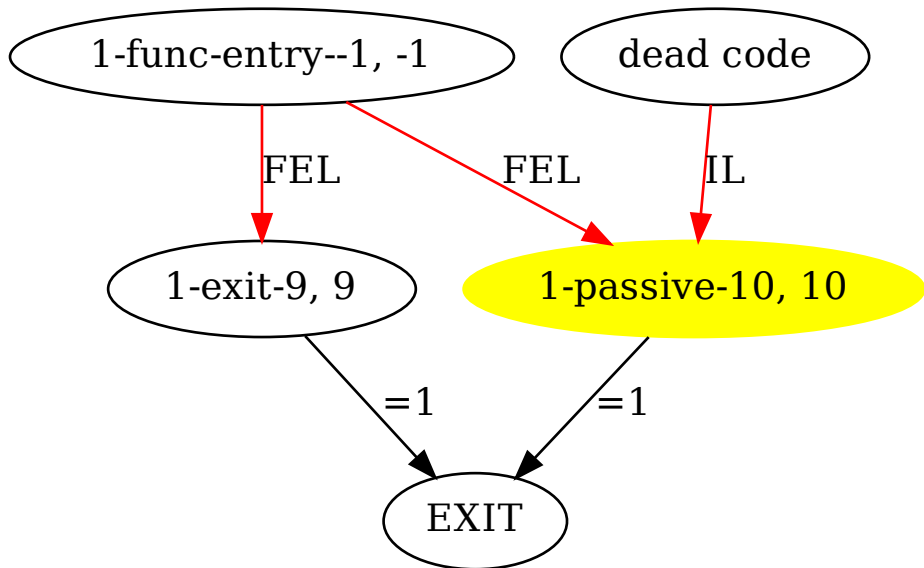 1-func-entry--1, -1
dead code
FEL
FEL
IL
1-exit-9, 9
1-passive-10, 10
=1
=1
EXIT